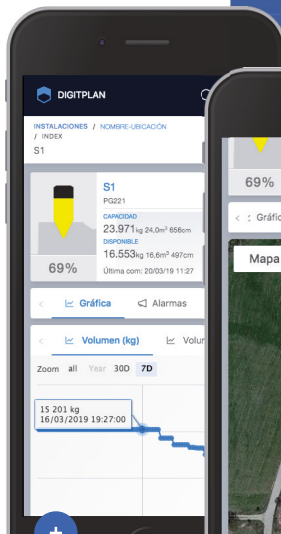 DIGITPLAN
INSTALACIONES / NOMBRE-UBICACIÓN
/ INDEX
S1
S1
PG221
CAPACIDAD
23.971kg 24,0m³ 656cm
DISPONIBLE
16.553kg 16,6m³ 497cm
69%
Última com: 20/03/19 11:27
< Gráfica Alarmas
< Volumen (kg) Volur
Zoom all Year 30D 7D
15 201 kg
16/03/2019 19:27:00
+
69%
< Gráfic
Mapa